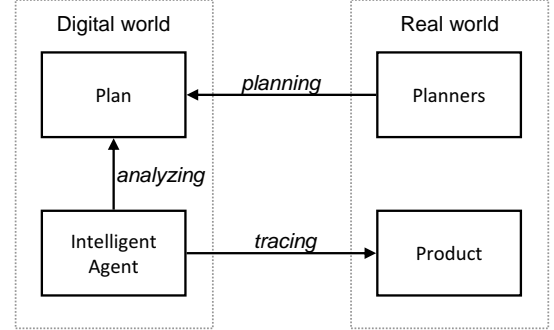 Digital world
Real world
Plan
planning
Planners
analyzing
Intelligent
Agent
tracing
Product